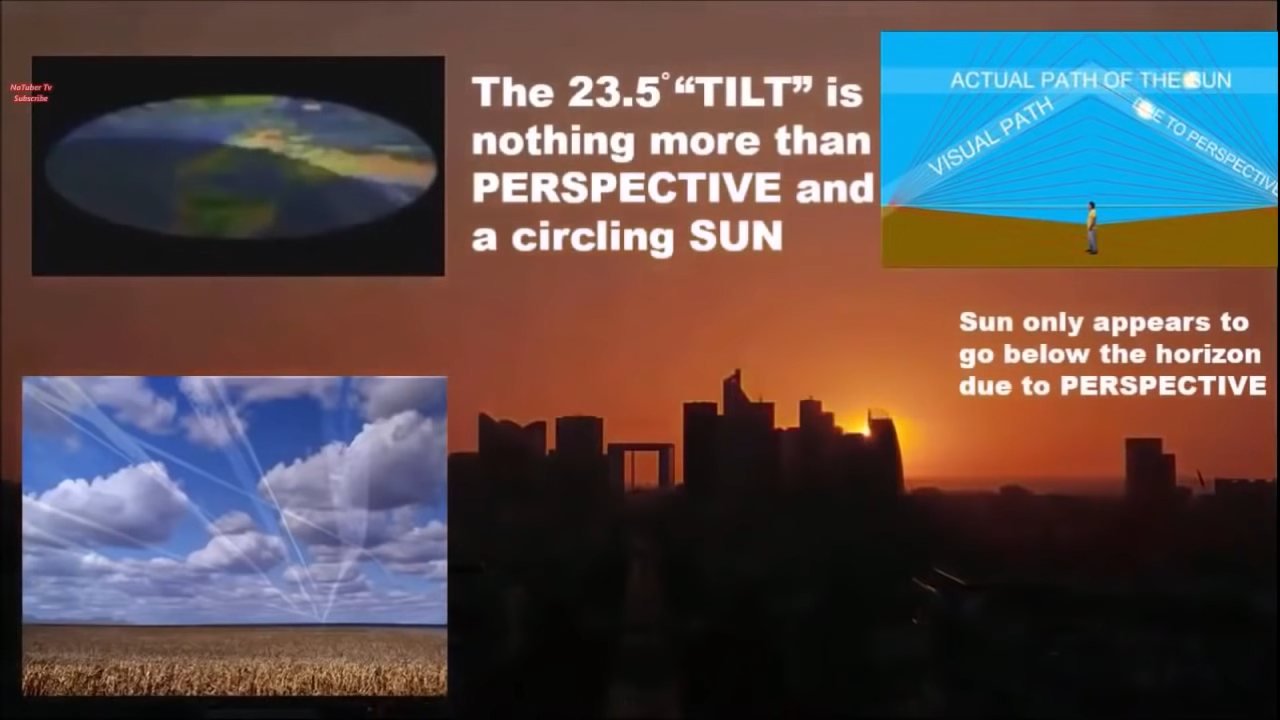 NaTuber Tv
Subscribe
The 23.5° “TILT” is
nothing more than
PERSPECTIVE and
a circling SUN
ACTUAL PATH OF THE SUN
VISUAL PATH
DUE TO PERSPECTIVE
Sun only appears to
go below the horizon
due to PERSPECTIVE